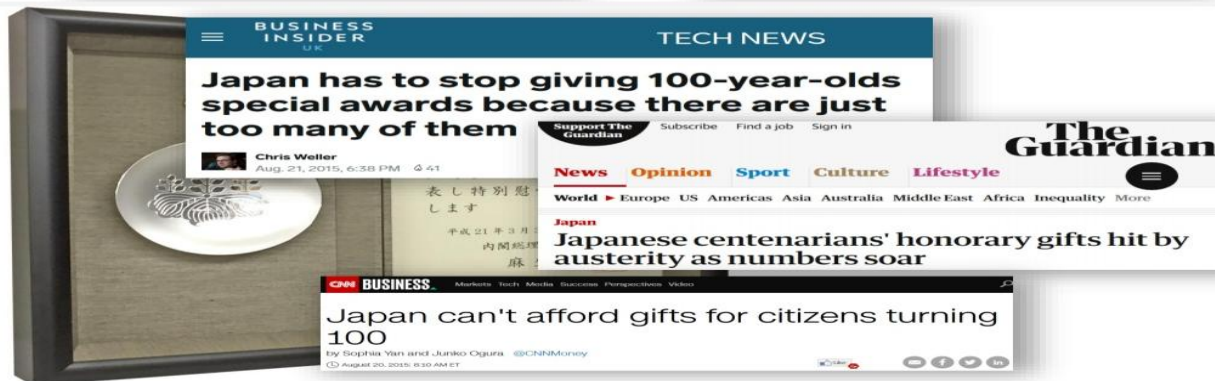 BUSINESS
INSIDER
UK
TECH NEWS
Japan has to stop giving 100-year-olds
special awards because there are just
too many of them
Chris Weller
Aug. 21, 2015, 6:38 PM 41
表し特別慰
します
平成21年3月
内閣総理
麻
Support The
Guardian
Subscribe Find a job Sign in
The
Guardian
News Opinion Sport Culture Lifestyle
World Europe US Americas Asia Australia Middle East Africa Inequality More
Japan
Japanese centenarians' honorary gifts hit by
austerity as numbers soar
CNN BUSINESS Markets Tech Media Success Perspectives Video
Japan can't afford gifts for citizens turning
100
by Sophia Yan and Junko Ogura @CNNMoney
August 20, 2015: 6:10 AM ET
Like